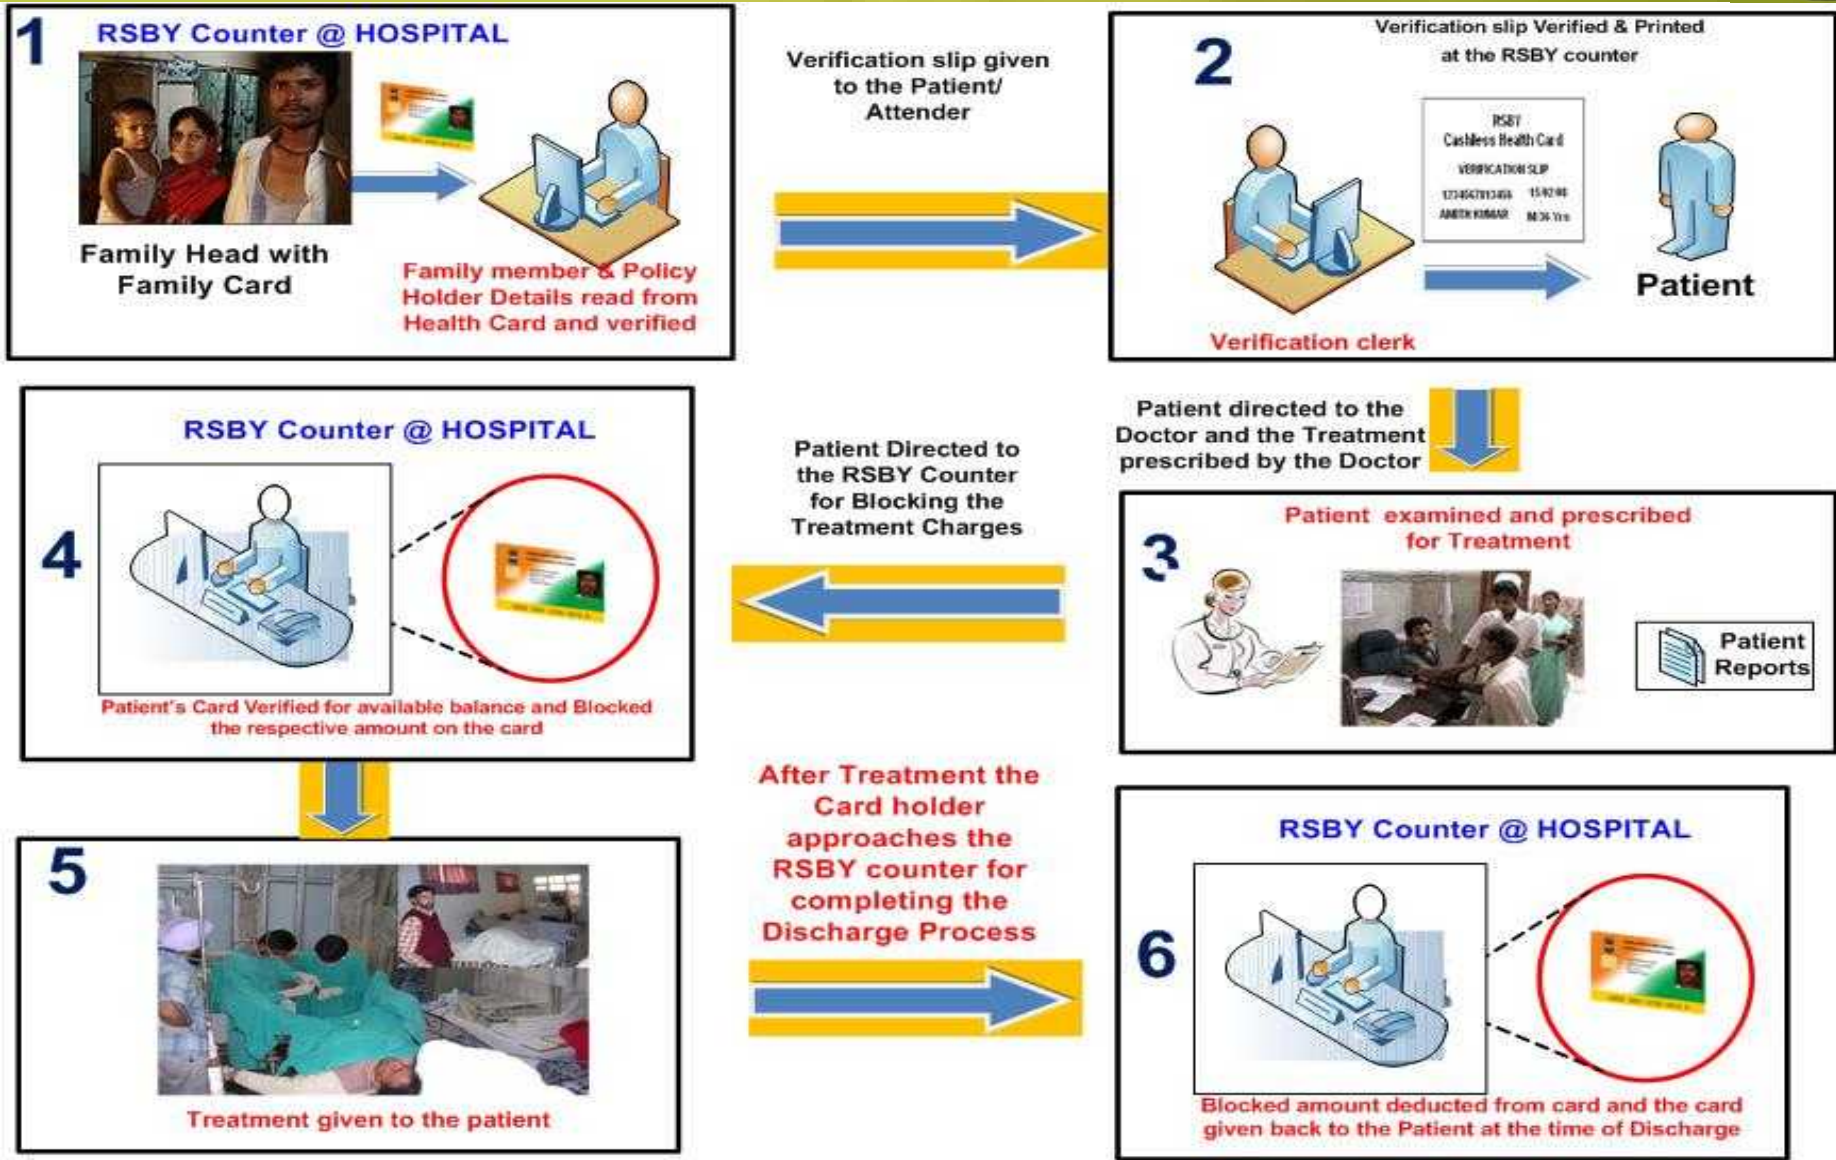 1
RSBY Counter @ HOSPITAL
Family Head with
Family Card
Family member & Policy
Holder Details read from
Health Card and verified
Verification slip given
to the Patient/
Attender
2
Verification slip Verified & Printed
at the RSBY counter
RSBY
Cashless Health Card
VERIFICATION SLIP
AMITH KUMAR
Patient
Verification clerk
Patient directed to the
Doctor and the Treatment
prescribed by the Doctor
3
Patient examined and prescribed
for Treatment
Patient
Reports
Patient Directed to
the RSBY Counter
for Blocking the
Treatment Charges
4
RSBY Counter @ HOSPITAL
Patient's Card Verified for available balance and Blocked
the respective amount on the card
5
Treatment given to the patient
After Treatment the
Card holder
approaches the
RSBY counter for
completing the
Discharge Process
6
RSBY Counter @ HOSPITAL
Blocked amount deducted from card and the card
given back to the Patient at the time of Discharge